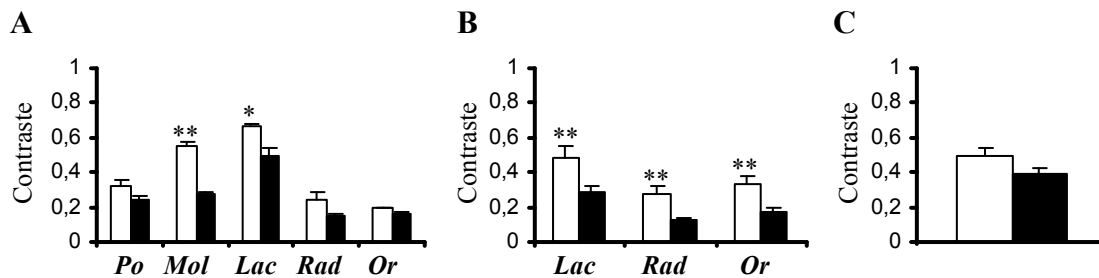 A
Contraste
1
0,8
0,6
0,4
0,2
0
** *
Po Mol Lac Rad Or
B
Contraste
1
0,8
0,6
0,4
0,2
0
** ** **
Lac Rad Or
C
Contraste
1
0,8
0,6
0,4
0,2
0